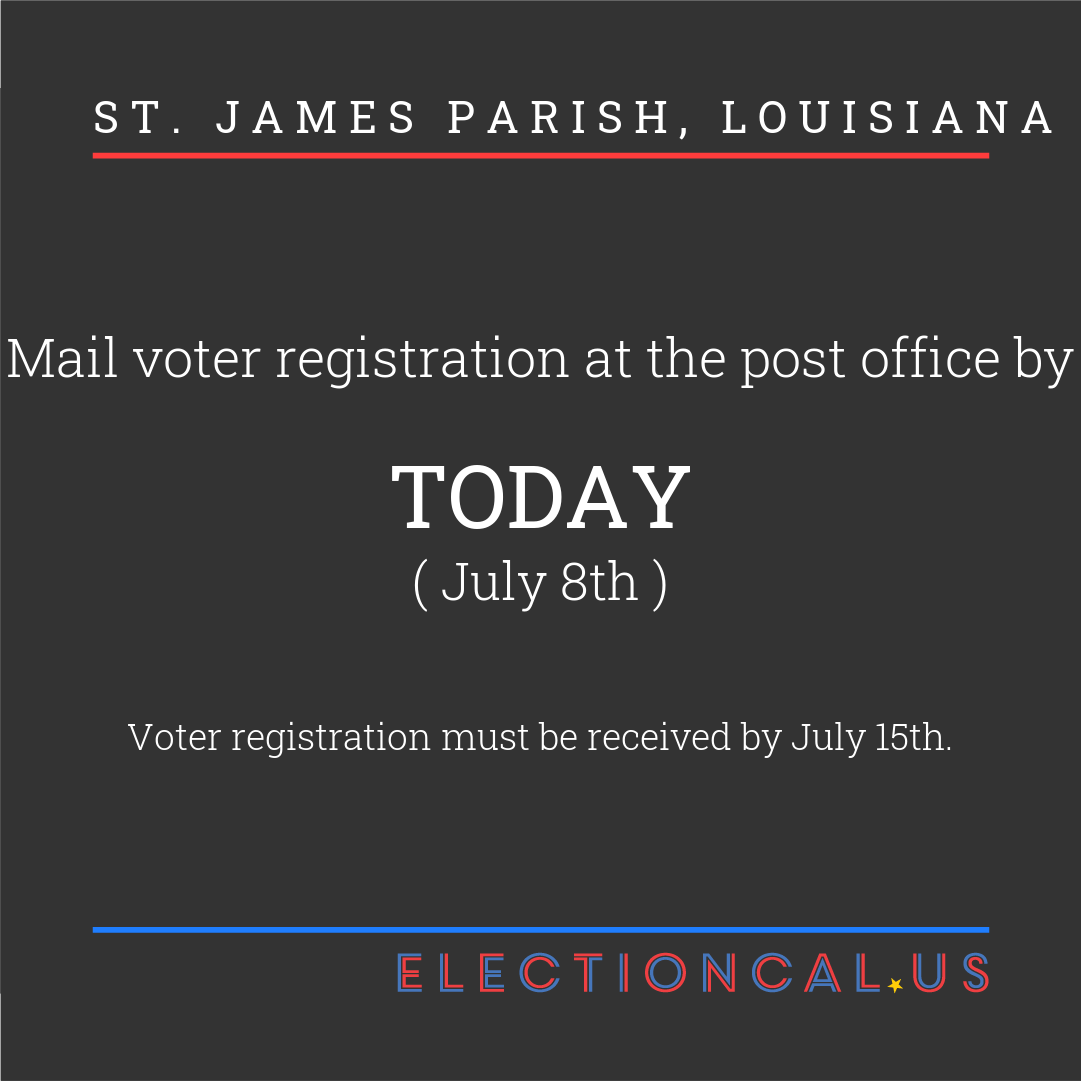 ST. JAMES PARISH, LOUISIANA
Mail voter registration at the post office by
TODAY
( July 8th )
Voter registration must be received by July 15th.
ELECTIONCAL.US